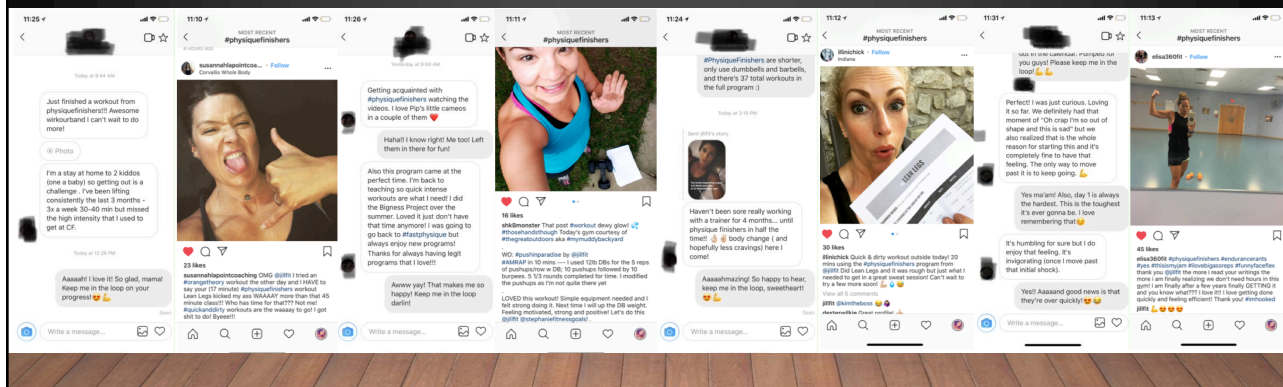 11:25
Today at 9:44 AM
Just finished a workout from
physiquefinishers!!! Awesome
wirkourband I can't wait to do
more!
Photo
I'm a stay at home to 2 kiddos
(one a baby) so getting out is a
challenge . I've been lifting
consistently the last 3 months -
3x a week 30-40 min but missed
the high intensity that I used to
get at CF.
Today at 12:26 PM
Aaaaah! I love it! So glad, mama!
Keep me in the loop on your
progress!😍💪
Seen
Write a message...
11:10
MOST RECENT
#physiquefinishers
6 HOURS AGO
susannahlapointcoa... • Follow
Corvallis Whole Body
23 likes
susannahlapointcoaching OMG @jillfit I tried an
#orangetheory workout the other day and I HAVE to
say your (17 minute) #physiquefinishers workout
Lean Legs kicked my ass WAAAAY more than that 45
minute class!!! Who has time for that??? Not me!
#quickanddirty workouts are the waaaay to go! I got
shit to do! Byeee!!!
11:26
Yesterday at 9:56 AM
Getting acquainted with
#physiquefinishers watching the
videos. I love Pip's little cameos
in a couple of them ❤️
Haha!! I know right! Me too! Left
them in there for fun!
Also this program came at the
perfect time. I'm back to
teaching so quick intense
workouts are what I need! I did
the Bigness Project over the
summer. Loved it just don't have
that time anymore! I was going to
go back to #fastphysique but
always enjoy new programs!
Thanks for always having legit
programs that I love!!!
Awww yay! That makes me so
happy! Keep me in the loop
darlin!
Write a message...
11:11
MOST RECENT
#physiquefinishers
16 likes
shk8monster That post #workout dewy glow! 💦
#thosehandsthough Today's gym courtesy of
#thegreatoutdoors aka #mymuddybackyard
WO: #pushinparadise by @jillfit
#AMRAP in 10 mins ~~~ I used 12lb DBs for the 5 reps
of pushups/row w DB; 10 pushups followed by 10
burpees. 5 1/3 rounds completed for time. I modified
the pushups as I'm not quite there yet
LOVED this workout! Simple equipment needed and I
felt strong doing it. Next time I will up the DB weight.
Feeling motivated, strong and positive! Let's do this
@jillfit @stephaniefitnessgoals!
11:24
#PhysiqueFinishers are shorter,
only use dumbbells and barbells,
and there's 37 total workouts in
the full program :)
Today at 3:15 PM
Sent jillfit's story
Haven't been sore really working
with a trainer for 4 months... until
physique finishers in half the
time!! body change ( and
hopefully less cravings) here I
come!
Aaaaahmazing! So happy to hear,
keep me in the loop, sweetheart!
😍💪
Seen
Write a message...
11:12
MOST RECENT
#physiquefinishers
illinichick • Follow
Indiana
LEAN LEGS
30 likes
illinichick Quick & dirty workout outside today! 20
mins using the #physiquefinishers program from
@jillfit Did Lean Legs and it was rough but just what I
needed to get in a great sweat session! Can't wait to
try a few more soon!
View all 5 comments
jillfit @kimtheboss
dexterwilkie Great profile!
11:31
out in the calendar. Pumped for
you guys! Please keep me in the
loop!💪💪
Perfect! I was just curious. Loving
it so far. We definitely had that
moment of "Oh crap I'm so out of
shape and this is sad" but we
also realized that is the whole
reason for starting this and it's
completely fine to have that
feeling. The only way to move
past it is to keep going. 💪
Yes ma'am! Also, day 1 is always
the hardest. This is the toughest
it's ever gonna be. I love
remembering that
it's humbling for sure but I do
enjoy that feeling. It's
invigorating (once I move past
that initial shock).
Yes!! Aaaaand good news is that
they're over quickly!
Write a message...
11:13
MOST RECENT
#physiquefinishers
elisa360fit • Follow
45 likes
elisa360fit #physiquefinishers #endurancerants
#yes #thisismyjam #ilovebigassreps #funnyfaceflex
thank you @jillfit the more i read your writings the
more i am finally realizing we don't need hours in this
gym! I am finally after a few years finally GETTING it
and you know what??? I love it!! I love getting done
quickly and feeling efficient! Thank you! #imhooked
jillfit 💪😍😍😍